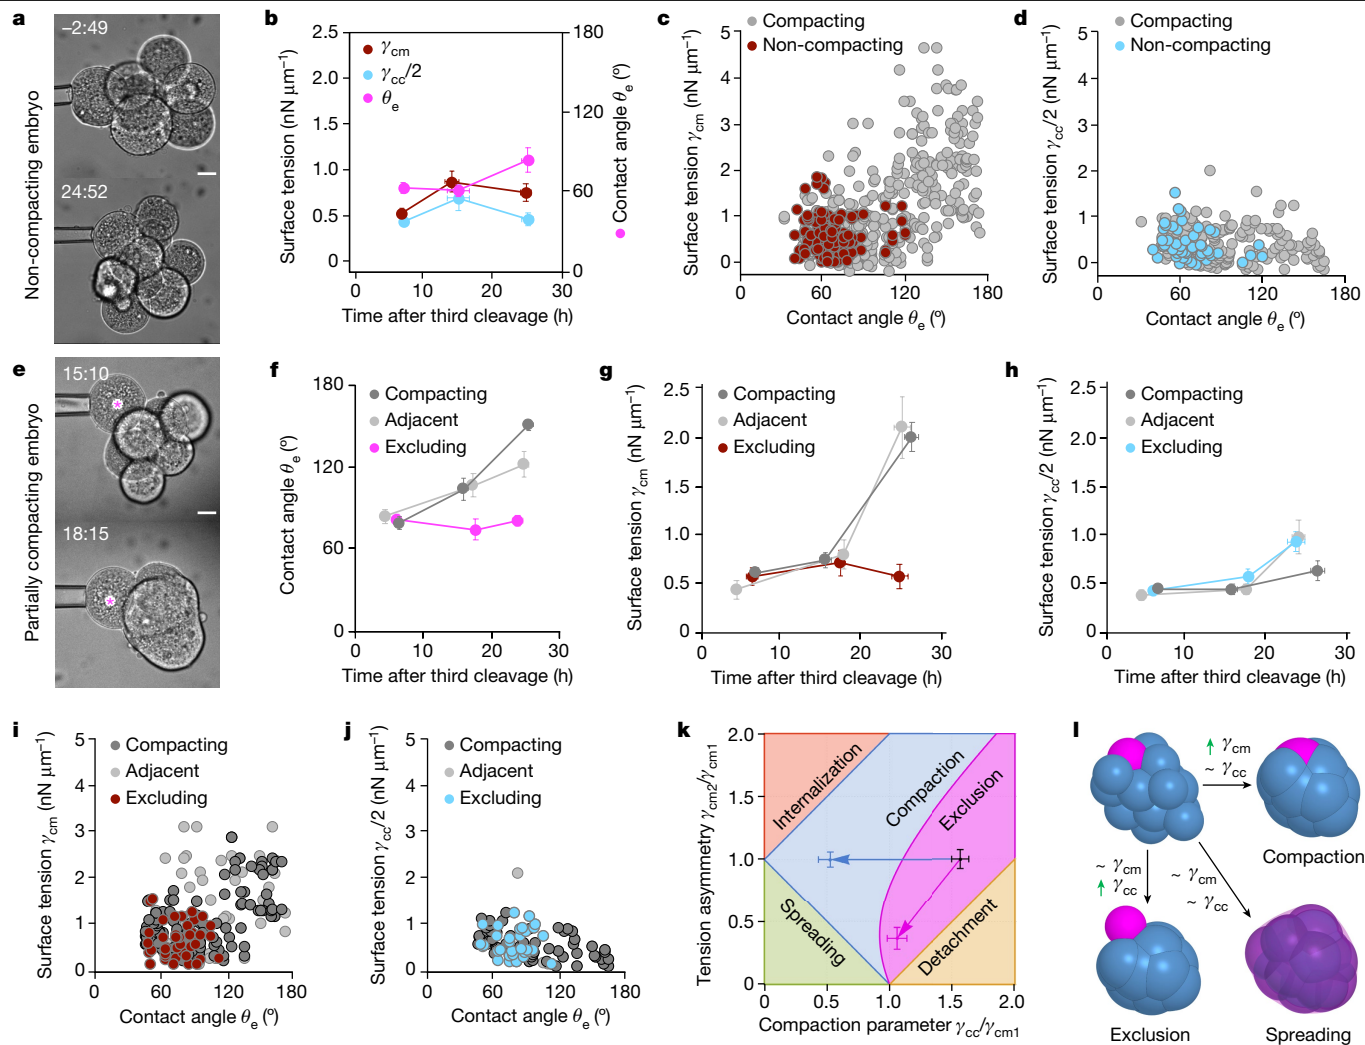 a
Non-compacting embryo
–2:49
24:52
b
Surface tension (nN μm⁻¹)
2.5
2.0
1.5
1.0
0.5
0
γcm
γcc/2
θe
180
120
60
0
Contact angle θe (º)
0
10
20
30
Time after third cleavage (h)
c
Compacting
Non-compacting
Surface tension γcm (nN μm⁻¹)
5
4
3
2
1
0
0
60
120
180
Contact angle θe (º)
d
Compacting
Non-compacting
Surface tension γcc/2 (nN μm⁻¹)
5
4
3
2
1
0
0
60
120
180
Contact angle θe (º)
e
Partially compacting embryo
15:10
*
18:15
*
f
Compacting
Adjacent
Excluding
Contact angle θe (º)
180
120
60
0
0
10
20
30
Time after third cleavage (h)
g
Compacting
Adjacent
Excluding
Surface tension γcm (nN μm⁻¹)
2.5
2.0
1.5
1.0
0.5
0
0
10
20
30
Time after third cleavage (h)
h
Compacting
Adjacent
Excluding
Surface tension γcc/2 (nN μm⁻¹)
2.5
2.0
1.5
1.0
0.5
0
0
10
20
30
Time after third cleavage (h)
i
Compacting
Adjacent
Excluding
Surface tension γcm (nN μm⁻¹)
5
4
3
2
1
0
0
60
120
180
Contact angle θe (º)
j
Compacting
Adjacent
Excluding
Surface tension γcc/2 (nN μm⁻¹)
5
4
3
2
1
0
0
60
120
180
Contact angle θe (º)
k
Tension asymmetry γcm2/γcm1
2.0
1.5
1.0
0.5
0
Internalization
Compaction
Exclusion
Spreading
Detachment
0
0.5
1.0
1.5
2.0
Compaction parameter γcc/γcm1
l
↑ γcm
~ γcc
Compaction
~ γcm
↑ γcc
~ γcm
~ γcc
Exclusion
Spreading